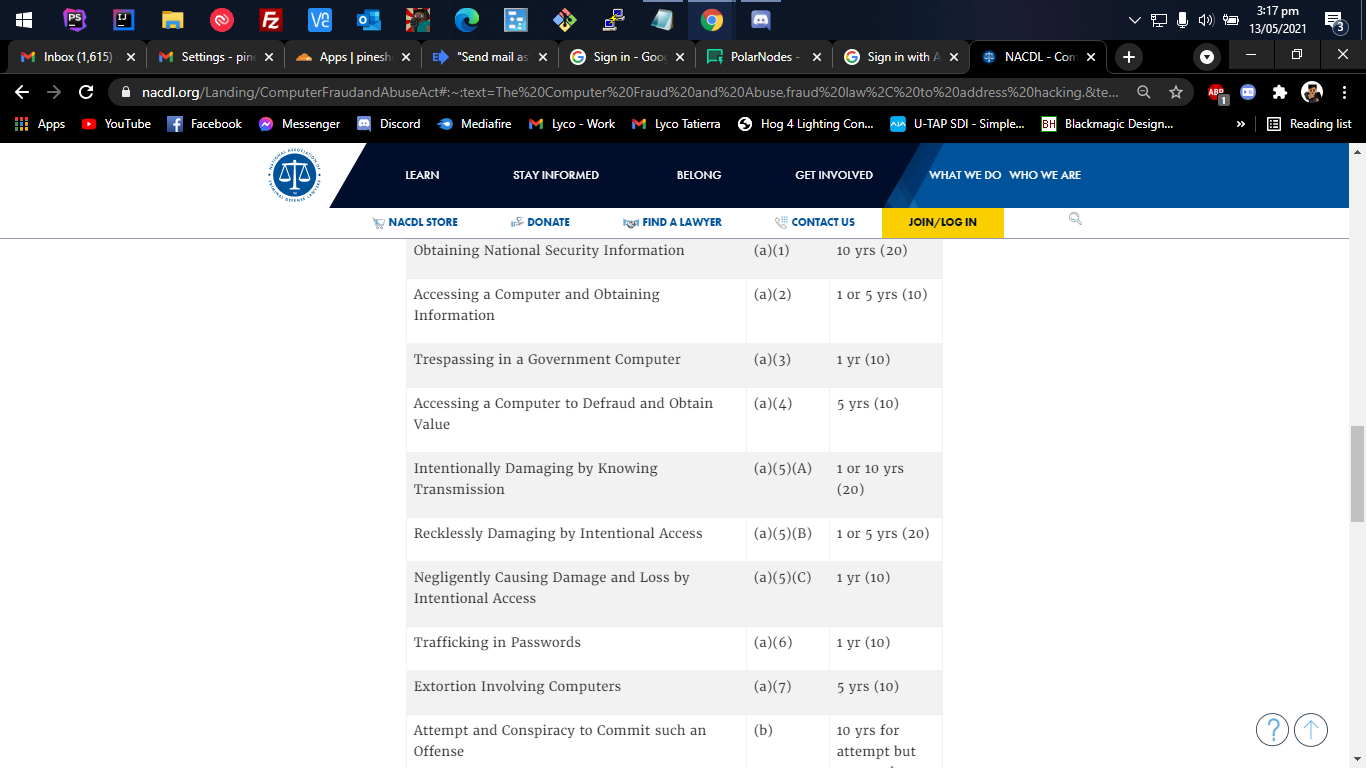 PS
IJ
3:17 pm
13/05/2021
3
Inbox (1,615)
Settings - pin
Apps | pinesh
"Send mail as
Sign in - Goo
PolarNodes -
Sign in with A
NACDL - Com
nacdl.org/Landing/ComputerFraudandAbuseAct#:~:text=The%20Computer%20Fraud%20and%20Abuse,fraud%20law%2C%20to%20address%20hacking.&te...
ABP
1
Apps
YouTube
Facebook
Messenger
Discord
Mediafire
Lyco - Work
Lyco Tatierra
Hog 4 Lighting Con...
AJA
U-TAP SDI - Simple...
BH
Blackmagic Design...
»
Reading list
LEARN
STAY INFORMED
BELONG
GET INVOLVED
WHAT WE DO
WHO WE ARE
NACDL STORE
DONATE
FIND A LAWYER
CONTACT US
JOIN/LOG IN
Obtaining National Security Information (a)(1) 10 yrs (20)
Accessing a Computer and Obtaining (a)(2) 1 or 5 yrs (10)
Information
Trespassing in a Government Computer (a)(3) 1 yr (10)
Accessing a Computer to Defraud and Obtain (a)(4) 5 yrs (10)
Value
Intentionally Damaging by Knowing (a)(5)(A) 1 or 10 yrs
Transmission (20)
Recklessly Damaging by Intentional Access (a)(5)(B) 1 or 5 yrs (20)
Negligently Causing Damage and Loss by (a)(5)(C) 1 yr (10)
Intentional Access
Trafficking in Passwords (a)(6) 1 yr (10)
Extortion Involving Computers (a)(7) 5 yrs (10)
Attempt and Conspiracy to Commit such an (b) 10 yrs for
Offense attempt but
?